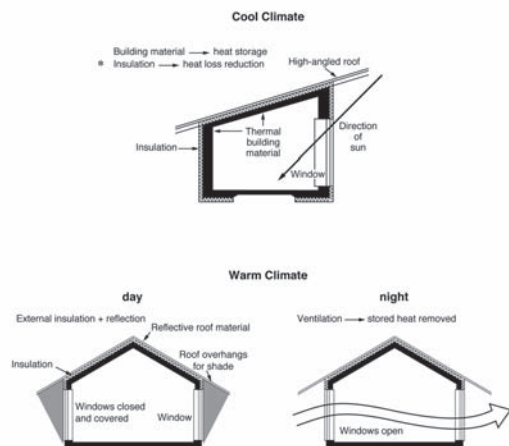 Cool Climate
Building material → heat storage
* Insulation → heat loss reduction
High-angled roof
Thermal
building
material
Insulation
Direction
of
sun
Window
Warm Climate
day
External insulation + reflection
Reflective roof material
Insulation
Roof overhangs
for shade
Windows closed
and covered
Window
night
Ventilation → stored heat removed
Windows open